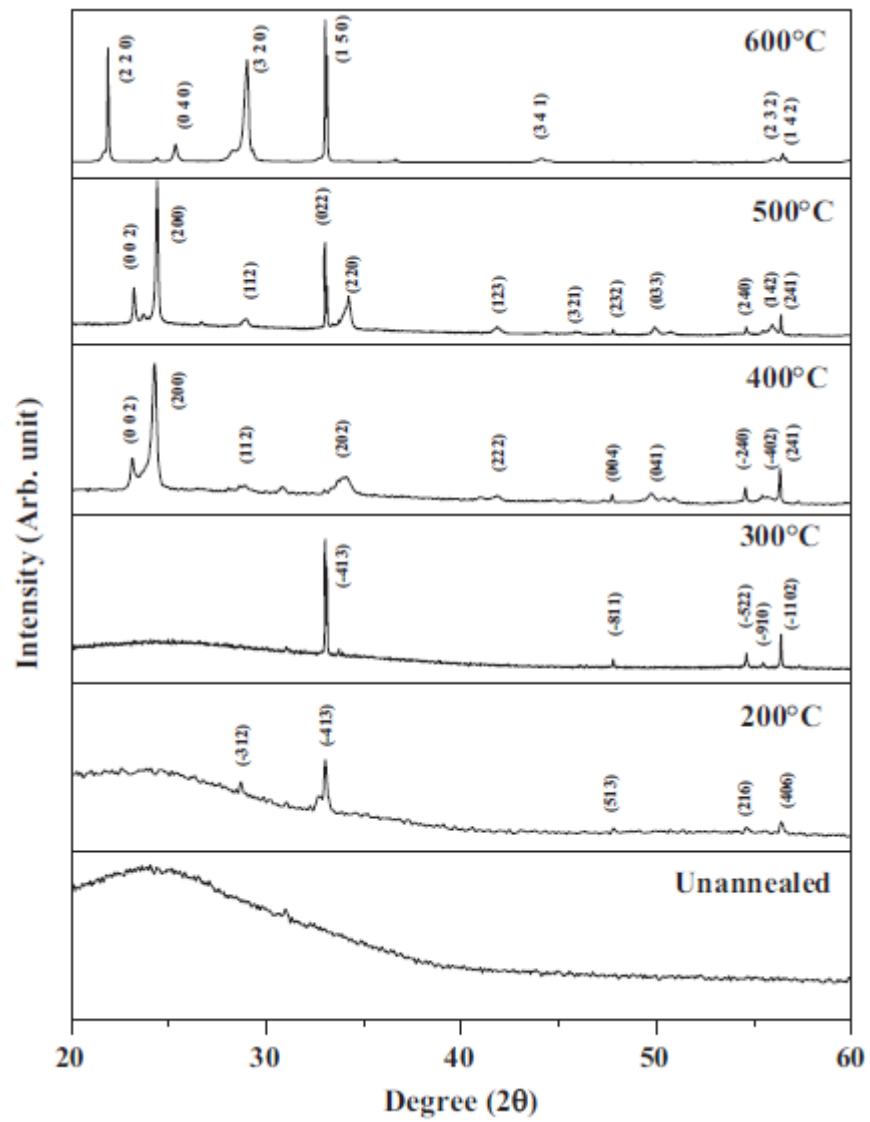 600°C
(2 2 0)
(0 4 0)
(3 2 0)
(1 5 0)
(3 4 1)
(2 3 2)
(1 4 2)
500°C
(0 0 2)
(200)
(112)
(022)
(220)
(123)
(321)
(232)
(033)
(240)
(142)
(241)
400°C
(0 0 2)
(200)
(112)
(202)
(222)
(004)
(041)
(-240)
(-402)
(241)
300°C
(-413)
(-811)
(-522)
(-910)
(-1102)
200°C
(-312)
(-413)
(513)
(216)
(406)
Unannealed
Intensity (Arb. unit)
20 30 40 50 60
Degree (2θ)